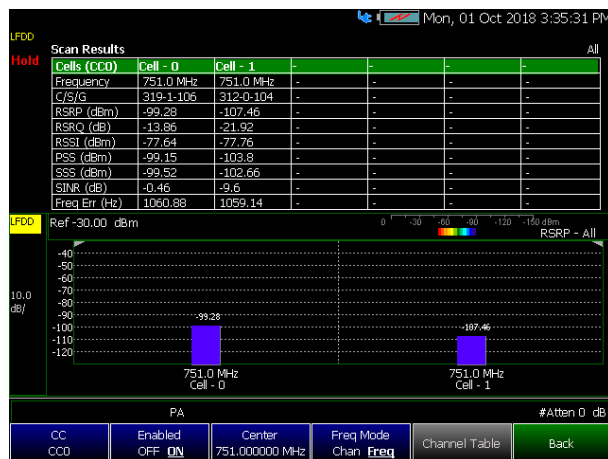 Mon, 01 Oct 2018 3:35:31 PM
LFDD
Hold
Scan Results All
Cells (CC0) Cell - 0 Cell - 1 - - - -
Frequency 751.0 MHz 751.0 MHz - - - -
C/S/G 319-1-106 312-0-104 - - - -
RSRP (dBm) -99.28 -107.46 - - - -
RSRQ (dB) -13.86 -21.92 - - - -
RSSI (dBm) -77.64 -77.76 - - - -
PSS (dBm) -99.15 -103.8 - - - -
SSS (dBm) -99.52 -102.66 - - - -
SINR (dB) -0.46 -9.6 - - - -
Freq Err (Hz) 1060.88 1059.14 - - - -
LFDD Ref -30.00 dBm 0 -30 -60 -90 -120 -150 dBm
RSRP - All
-40
-50
-60
-70
10.0
dB/
-80
-90
-99.28
-100
-107.46
-110
-120
751.0 MHz 751.0 MHz
Cell - 0 Cell - 1
PA #Atten 0 dB
CC Enabled Center Freq Mode Channel Table Back
CC0 OFF ON 751.000000 MHz Chan Freq